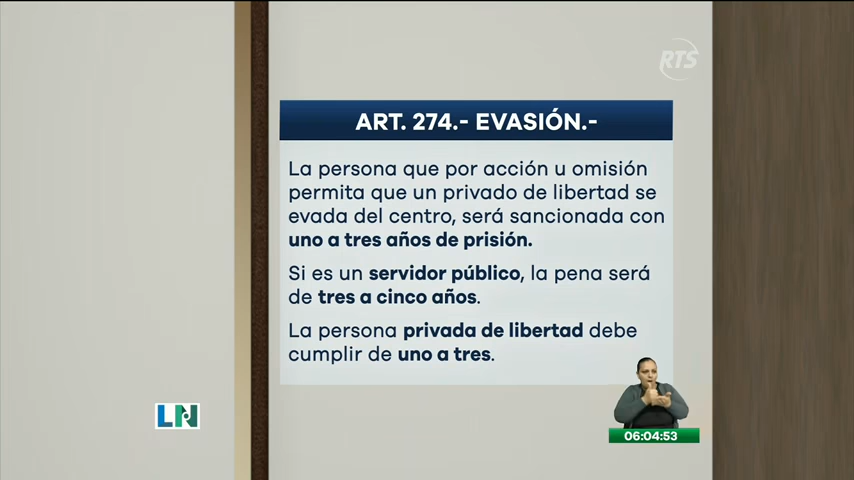 RTS
ART. 274.- EVASIÓN.-
La persona que por acción u omisión
permita que un privado de libertad se
evada del centro, será sancionada con
uno a tres años de prisión.
Si es un servidor público, la pena será
de tres a cinco años.
La persona privada de libertad debe
cumplir de uno a tres.
LN
06:04:53